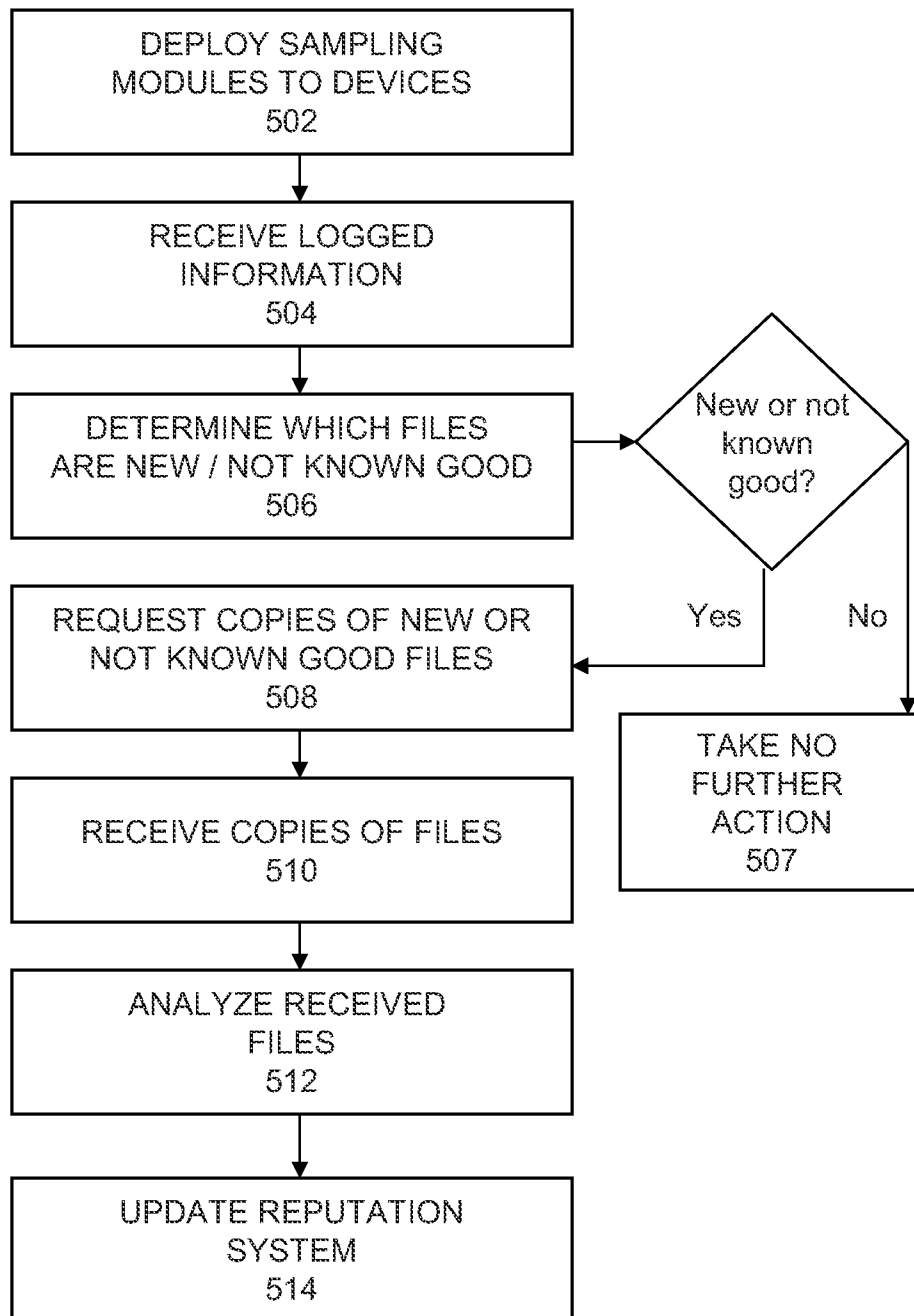 DEPLOY SAMPLING
MODULES TO DEVICES
502
RECEIVE LOGGED
INFORMATION
504
DETERMINE WHICH FILES
ARE NEW / NOT KNOWN GOOD
506
New or not
known
good?
Yes
No
REQUEST COPIES OF NEW OR
NOT KNOWN GOOD FILES
508
TAKE NO
FURTHER
ACTION
507
RECEIVE COPIES OF FILES
510
ANALYZE RECEIVED
FILES
512
UPDATE REPUTATION
SYSTEM
514